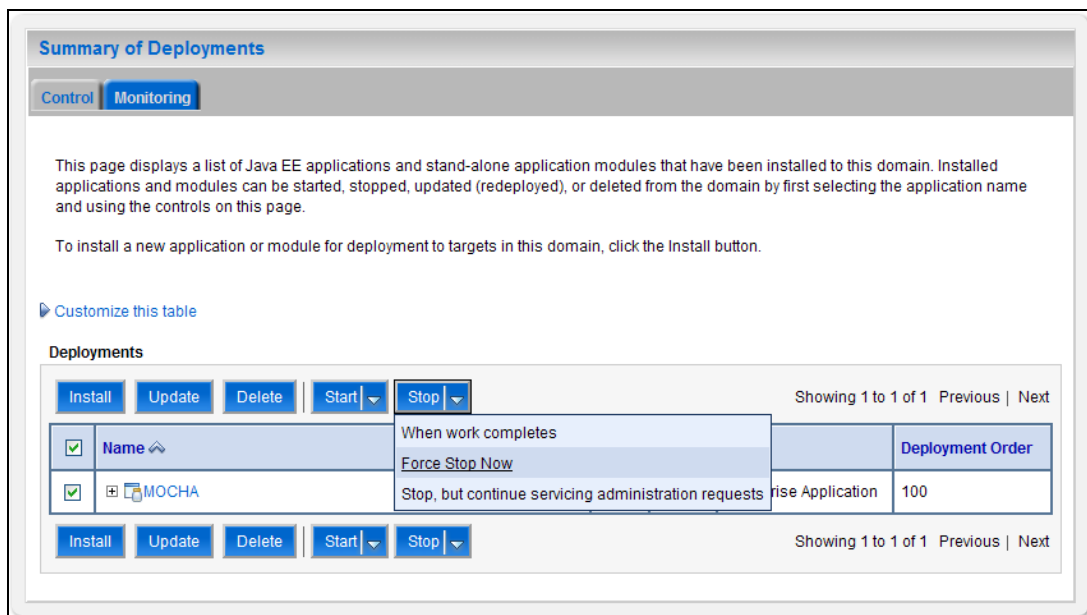 Summary of Deployments
Control Monitoring
This page displays a list of Java EE applications and stand-alone application modules that have been installed to this domain. Installed
applications and modules can be started, stopped, updated (redeployed), or deleted from the domain by first selecting the application name
and using the controls on this page.
To install a new application or module for deployment to targets in this domain, click the Install button.
Customize this table
Deployments
Install Update Delete Start Stop Showing 1 to 1 of 1 Previous | Next
When work completes
Name Force Stop Now Deployment Order
MOCHA Stop, but continue servicing administration requests rise Application 100
Install Update Delete Start Stop Showing 1 to 1 of 1 Previous | Next